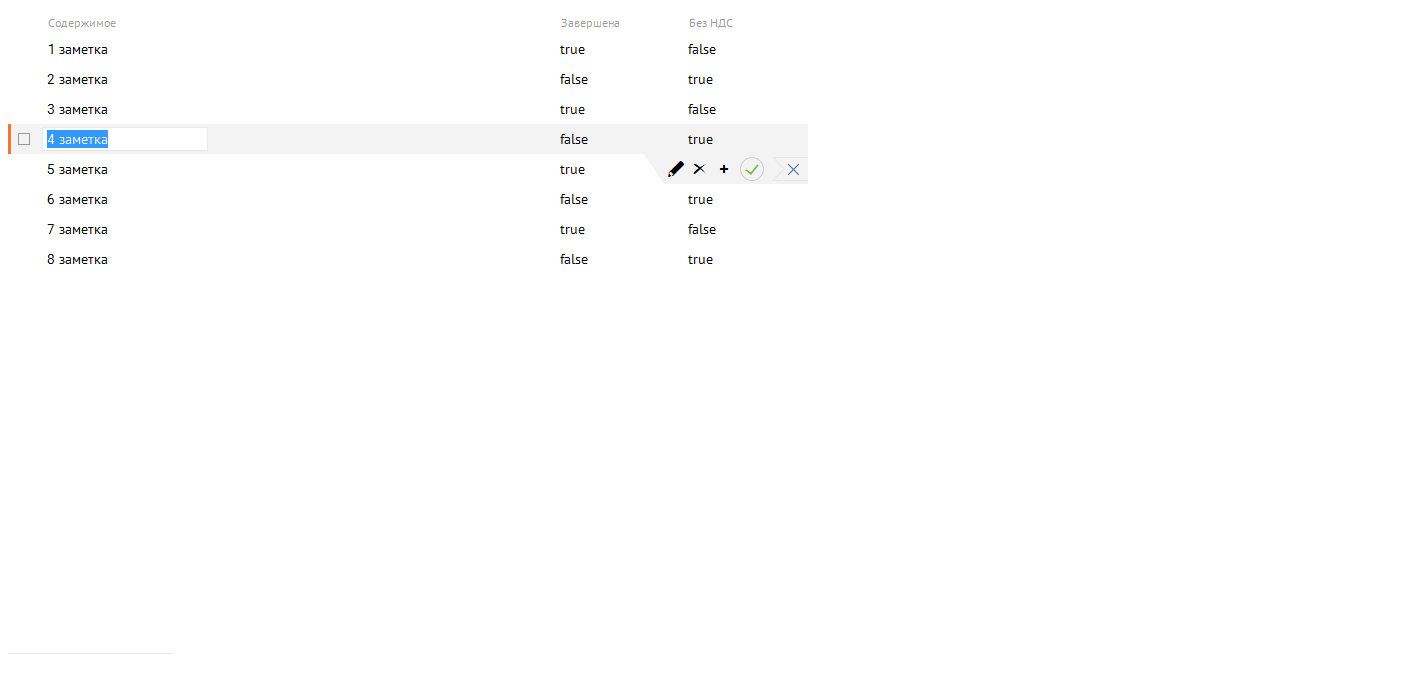 Содержимое Завершена Без НДС
1 заметка true false
2 заметка false true
3 заметка true false
4 заметка false true
5 заметка true
6 заметка false true
7 заметка true false
8 заметка false true